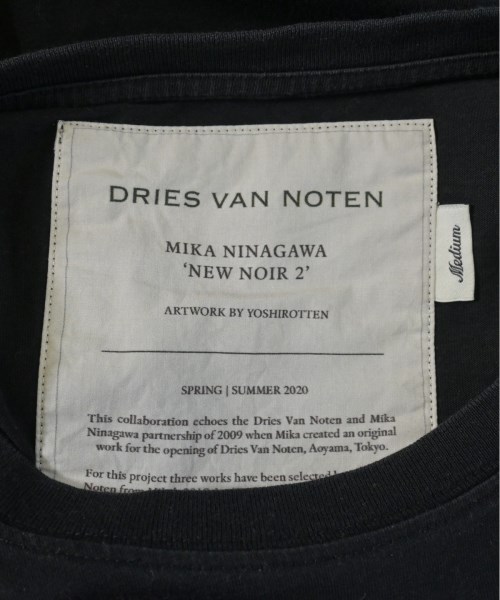 DRIES VAN NOTEN
MIKA NINAGAWA
'NEW NOIR 2'
ARTWORK BY YOSHIROTTEN
SPRING | SUMMER 2020
This collaboration echoes the Dries Van Noten and Mika
Ninagawa partnership of 2009 when Mika created an original
work for the opening of Dries Van Noten, Aoyama, Tokyo.
For this project three works have been selected
Noten from
Medium